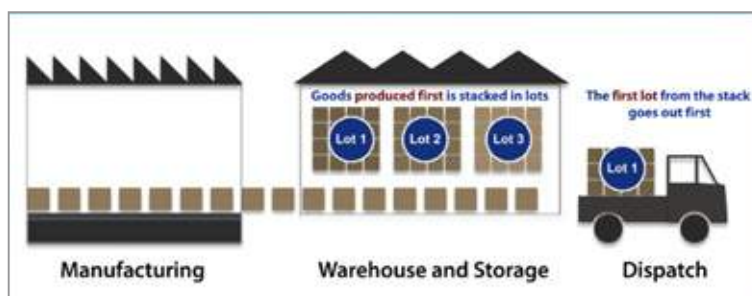 Goods produced first is stacked in lots
The first lot from the stack
goes out first
Lot 1
Lot 2
Lot 3
Lot 1
Manufacturing
Warehouse and Storage
Dispatch